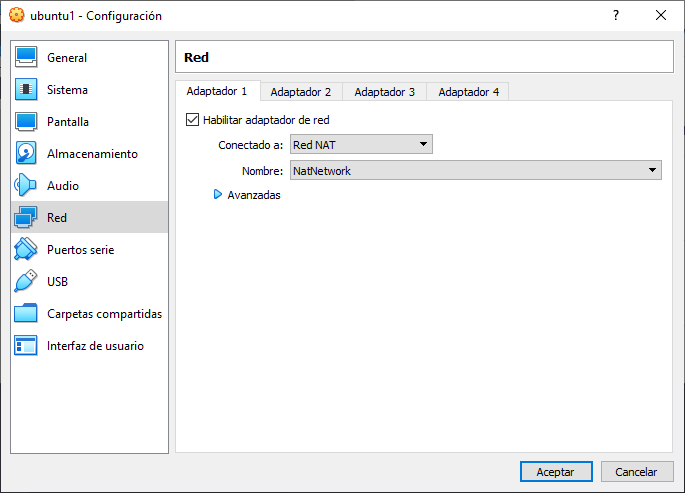 ubuntu1 - Configuración
?
General
Sistema
Pantalla
Almacenamiento
Audio
Red
Puertos serie
USB
Carpetas compartidas
Interfaz de usuario
Red
Adaptador 1 Adaptador 2 Adaptador 3 Adaptador 4
Habilitar adaptador de red
Conectado a: Red NAT
Nombre: NatNetwork
Avanzadas
Aceptar Cancelar